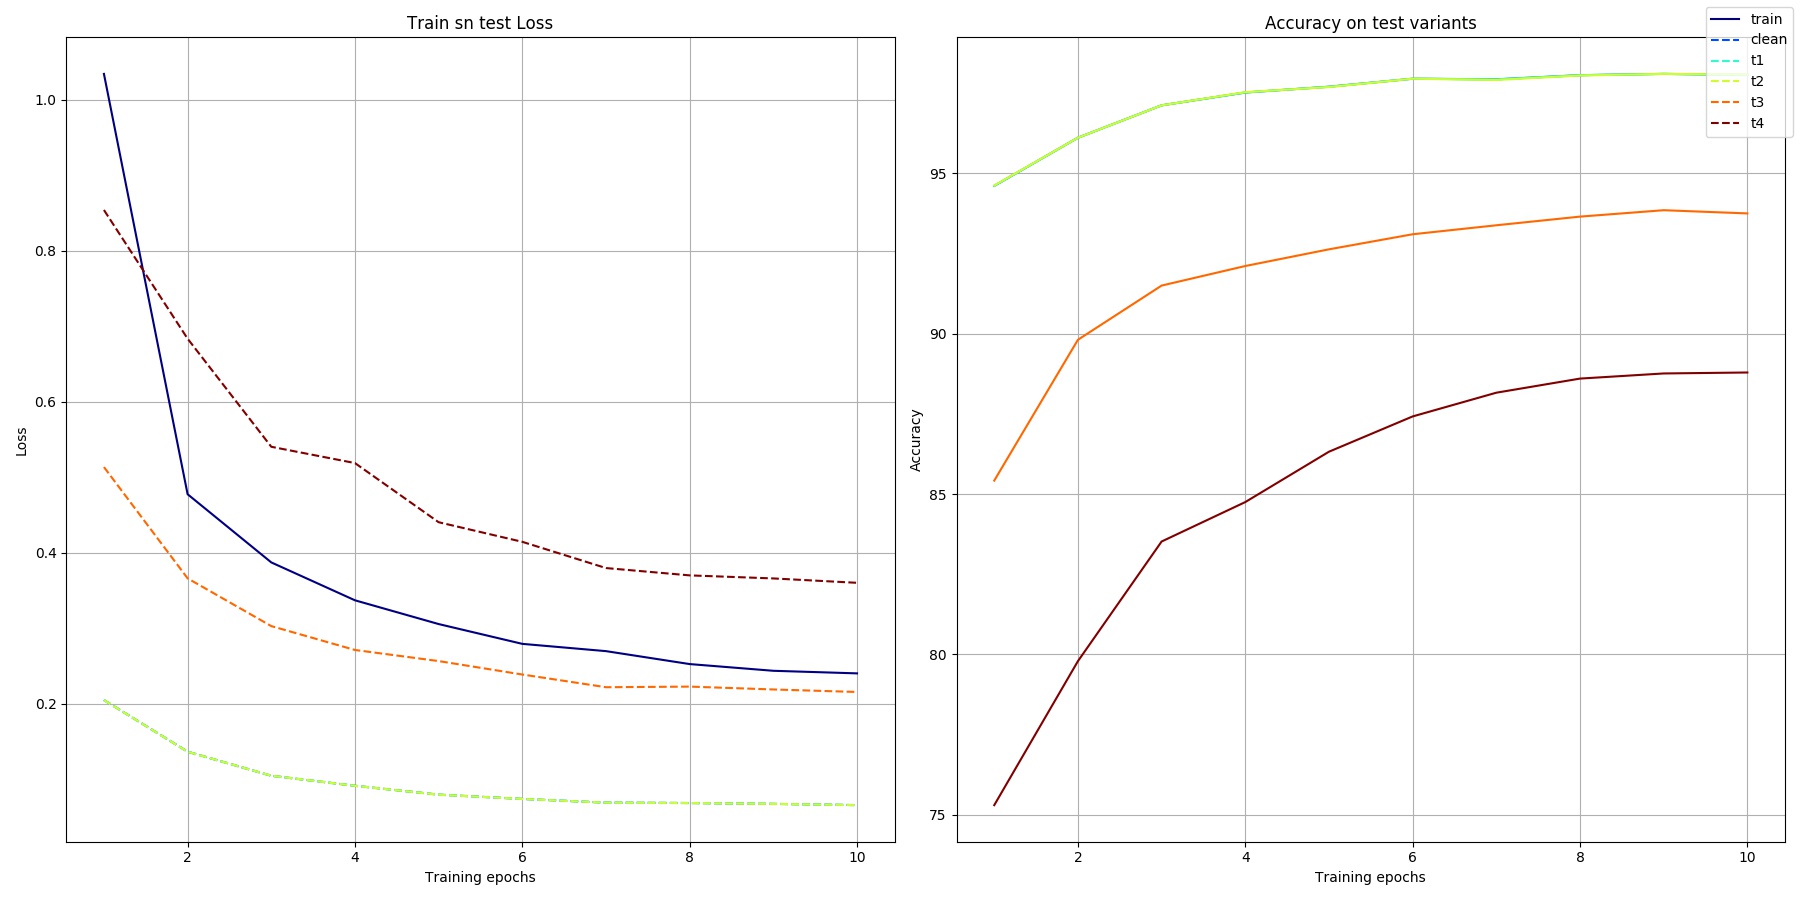 Train sn test Loss
1.0
0.8
0.6
0.4
0.2
Loss
2
4
6
8
10
Training epochs
Accuracy on test variants
95
90
85
80
75
Accuracy
2
4
6
8
10
Training epochs
train
clean
t1
t2
t3
t4